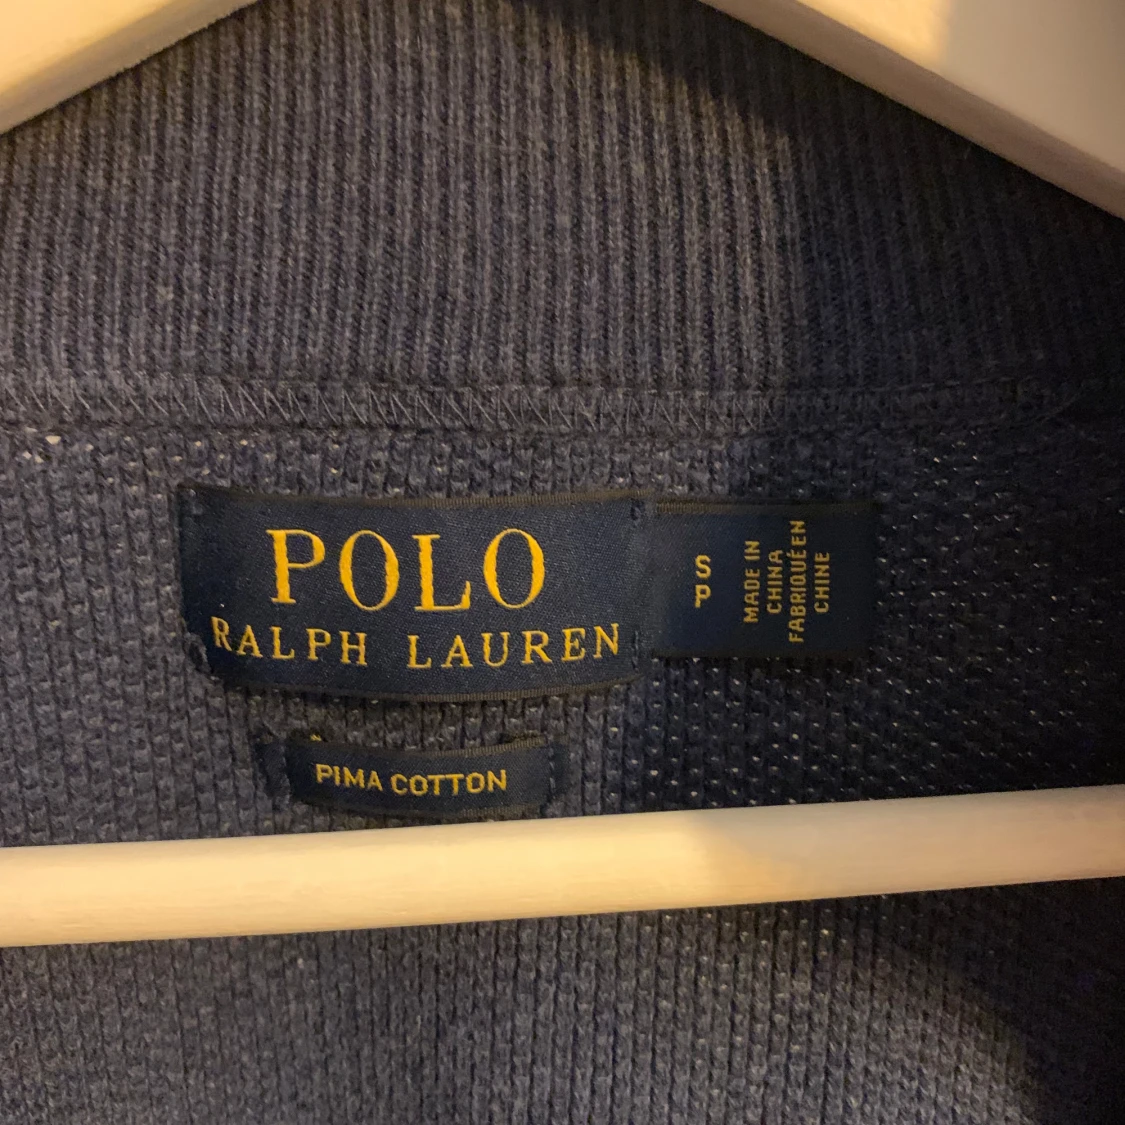 POLO
RALPH LAUREN
S
P
MADE IN
CHINA
FABRIQUÉ EN
CHINE
PIMA COTTON